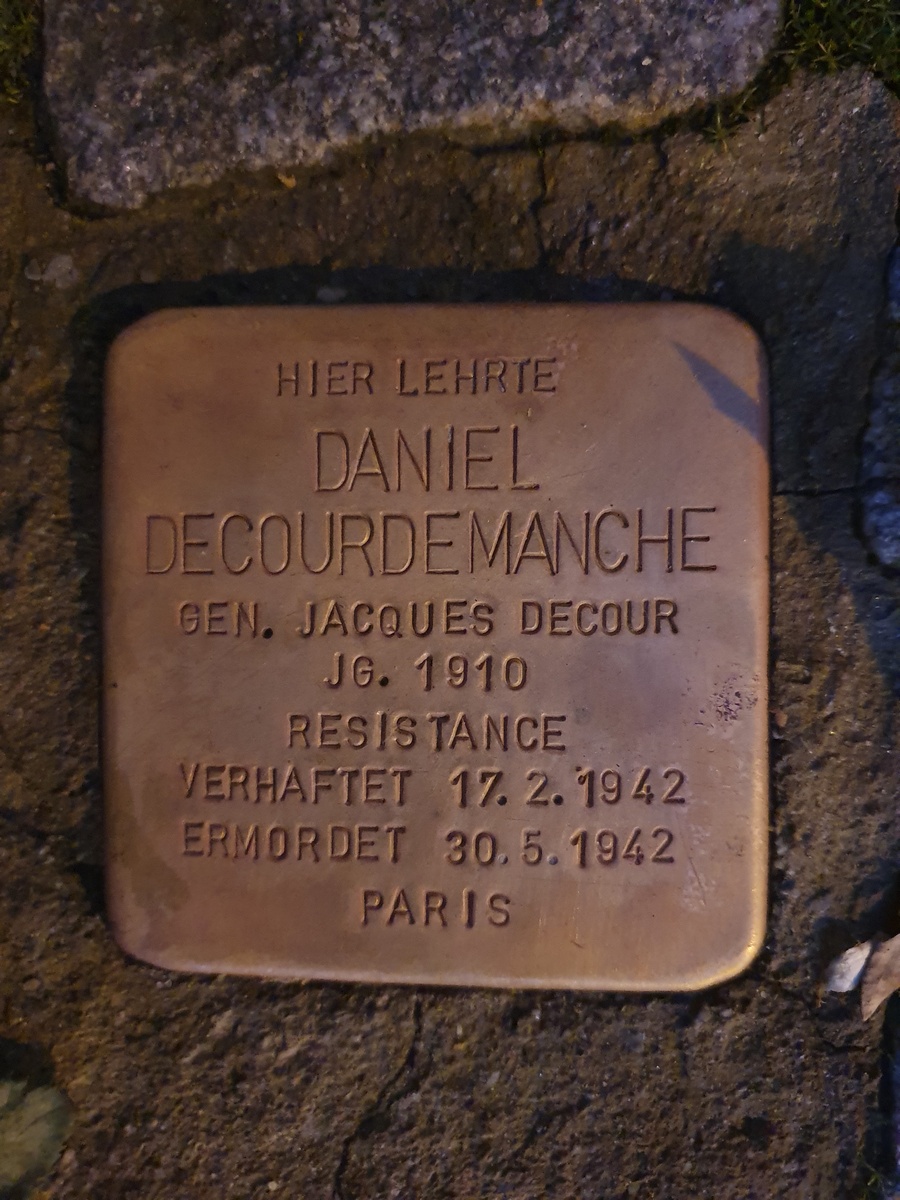 HIER LEHRTE
DANIEL
DECOURDEMANCHE
GEN. JACQUES DECOUR
JG. 1910
RESISTANCE
VERHAFTET 17.2.1942
ERMORDET 30.5.1942
PARIS